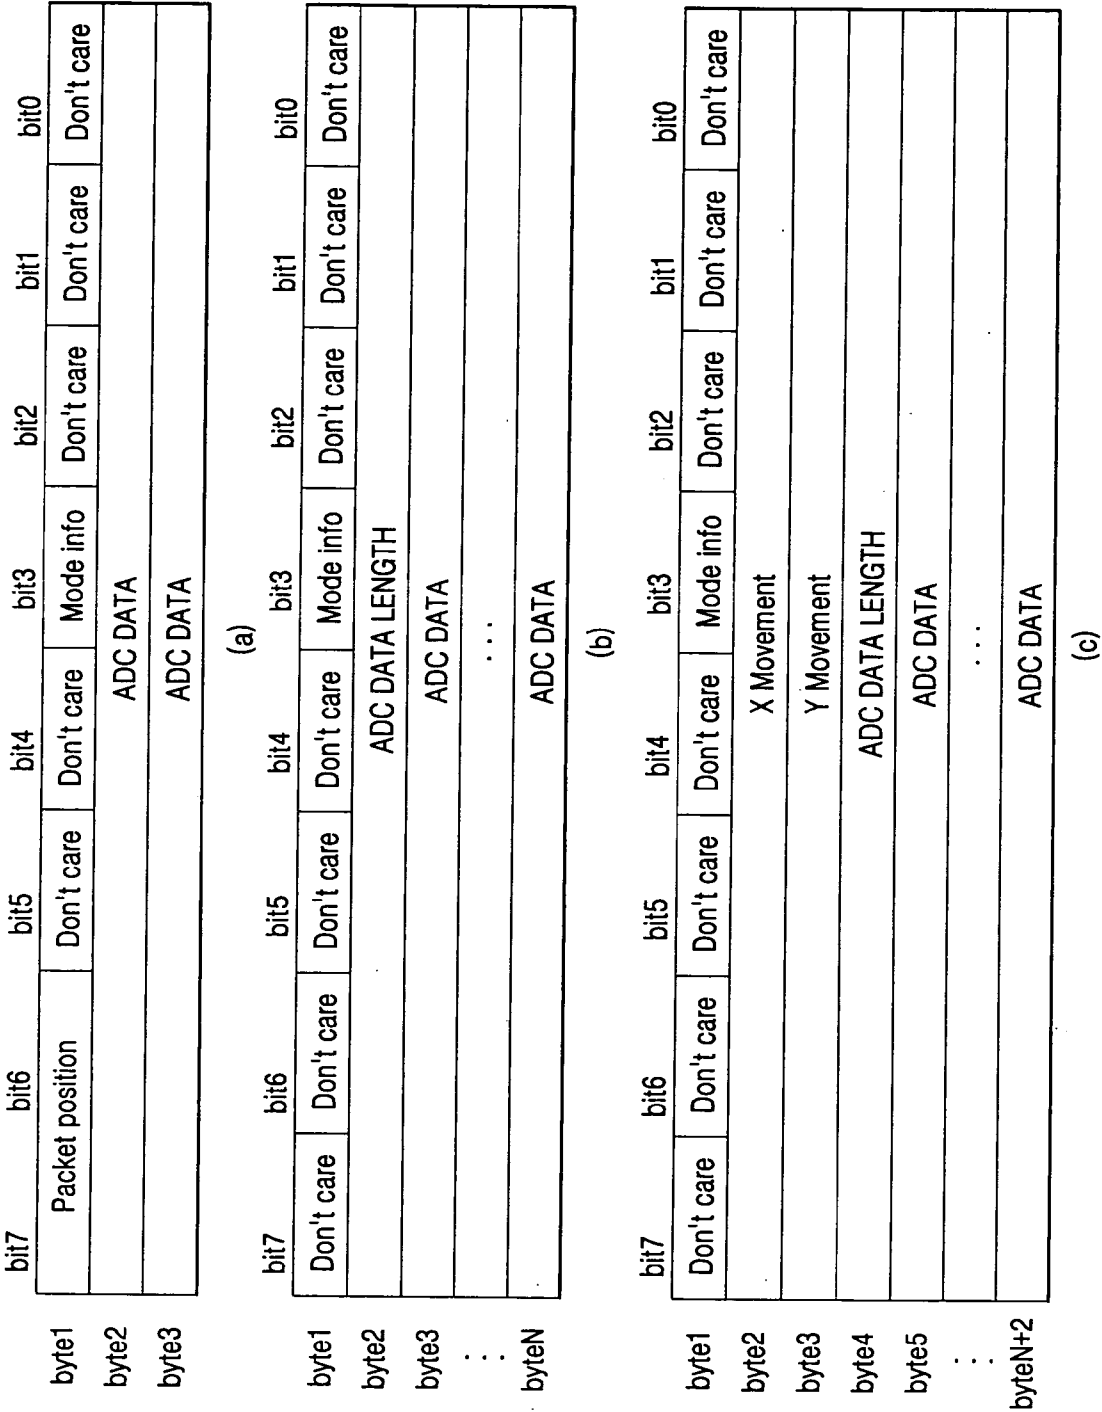 bit7 bit6 bit5 bit4 bit3 bit2 bit1 bit0
byte1 Packet position Don't care Don't care Mode info Don't care Don't care Don't care
byte2 ADC DATA
byte3 ADC DATA
(a)
bit7 bit6 bit5 bit4 bit3 bit2 bit1 bit0
byte1 Don't care Don't care Don't care Don't care Mode info Don't care Don't care Don't care
byte2 ADC DATA LENGTH
byte3 ADC DATA
... ...
byteN ADC DATA
(b)
bit7 bit6 bit5 bit4 bit3 bit2 bit1 bit0
byte1 Don't care Don't care Don't care Don't care Mode info Don't care Don't care Don't care
byte2 X Movement
byte3 Y Movement
byte4 ADC DATA LENGTH
byte5 ADC DATA
... ...
byteN+2 ADC DATA
(c)